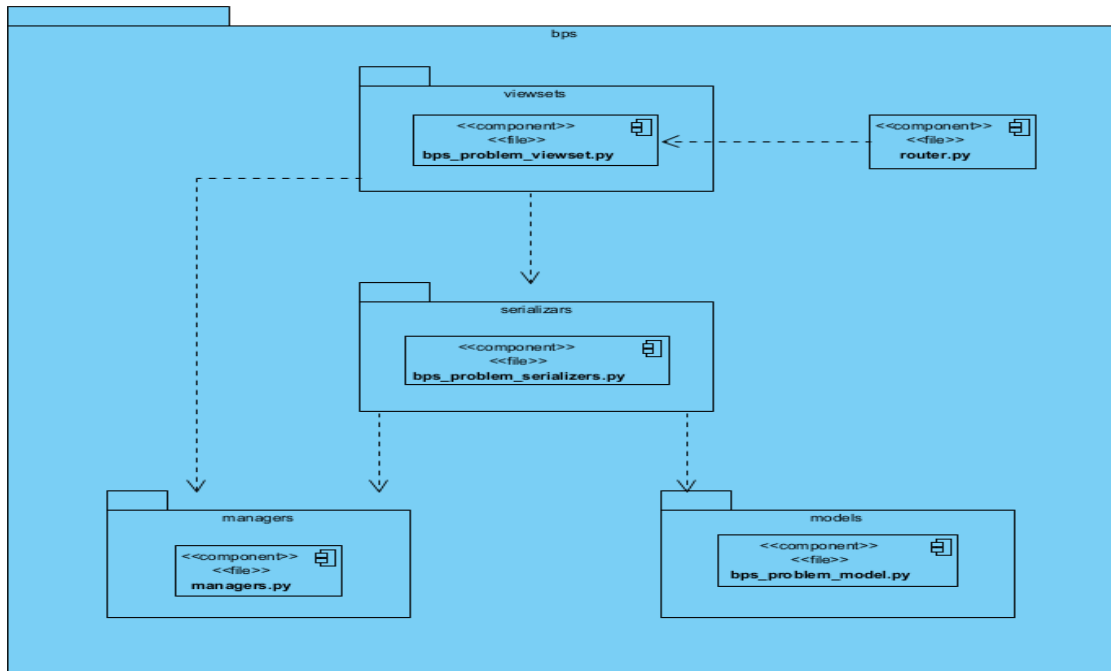 bps
viewsets
<<component>>
<<file>>
bps_problem_viewset.py
<<component>>
<<file>>
router.py
serializars
<<component>>
<<file>>
bps_problem_serializers.py
managers
<<component>>
<<file>>
managers.py
models
<<component>>
<<file>>
bps_problem_model.py